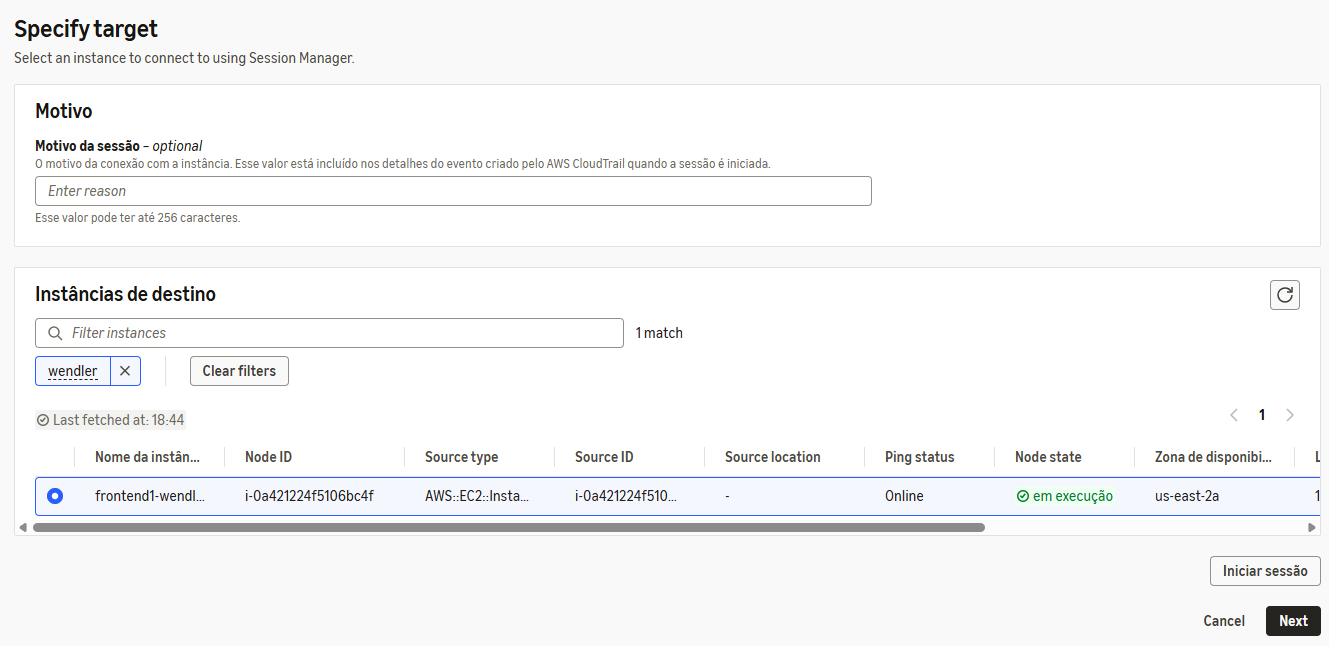 Specify target
Select an instance to connect to using Session Manager.
Motivo
Motivo da sessão – optional
O motivo da conexão com a instância. Esse valor está incluído nos detalhes do evento criado pelo AWS CloudTrail quando a sessão é iniciada.
Enter reason
Esse valor pode ter até 256 caracteres.
Instâncias de destino
Filter instances 1 match
wendler Clear filters
Last fetched at: 18:44 1
Nome da instân... Node ID Source type Source ID Source location Ping status Node state Zona de disponibi... L
frontend1-wendl... i-0a421224f5106bc4f AWS::EC2::Insta... i-0a421224f510... - Online em execução us-east-2a 1
Iniciar sessão
Cancel Next